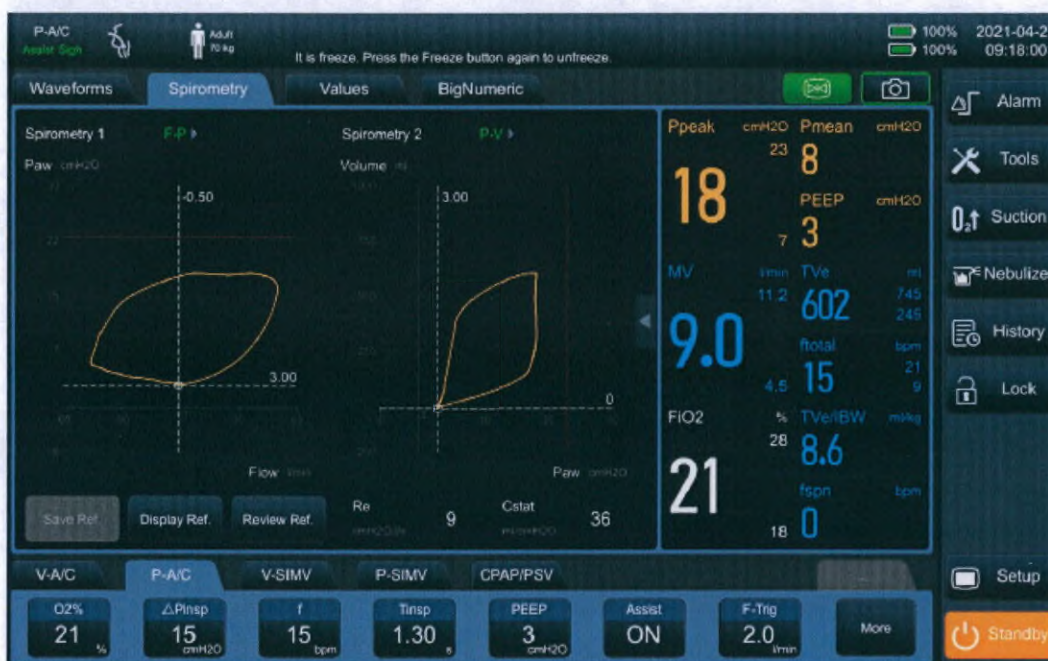 P-A/C
Assist Sigh
Adult
70 kg
It is freeze. Press the Freeze button again to unfreeze.
100%
100%
2021-04-2
09:18:00
Waveforms
Spirometry
Values
BigNumeric
Spirometry 1
F-P
Spirometry 2
P-V
Paw cmH2O
Volume ml
-0.50
3.00
3.00
0
Flow l/min
Paw cmH2O
Save Ref.
Display Ref.
Review Ref.
Re
9
Cstat
36
Ppeak cmH2O
23
18
7
Pmean cmH2O
8
PEEP cmH2O
3
MV l/min
11.2
9.0
4.5
TVe ml
745
602
245
ftotal bpm
21
15
9
FiO2 %
28
21
18
TVe/IBW ml/kg
8.6
fspn bpm
0
Alarm
Tools
O2 Suction
Nebulize
History
Lock
Setup
Standby
V-A/C
P-A/C
V-SIMV
P-SIMV
CPAP/PSV
O2%
21 %
△Pinsp
15 cmH2O
f
15 bpm
Tinsp
1.30 s
PEEP
3 cmH2O
Assist
ON
F-Trig
2.0 l/min
More